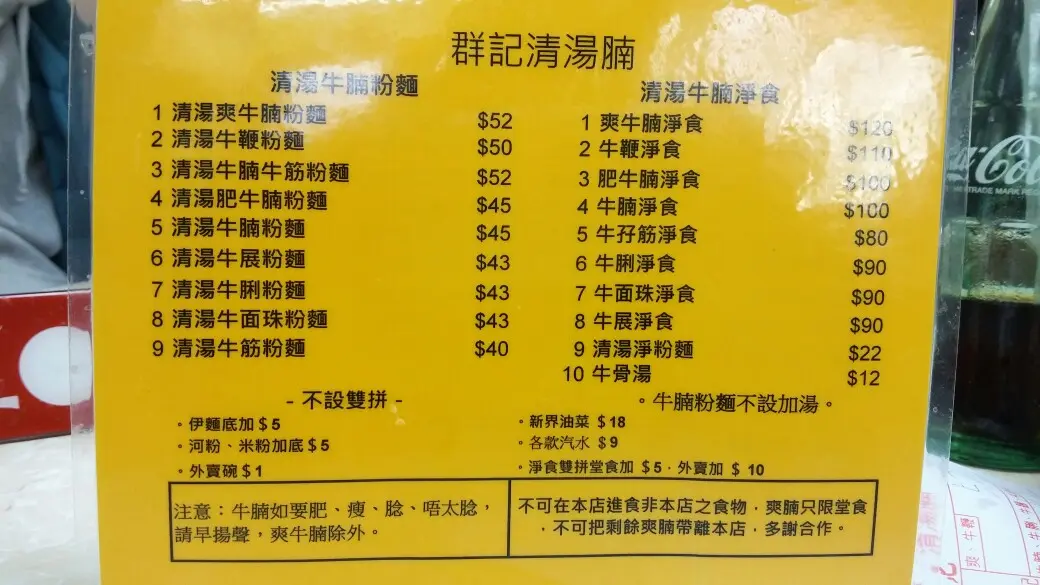 群記清湯腩
清湯牛腩粉麵
1 清湯爽牛腩粉麵 $52
2 清湯牛鞭粉麵 $50
3 清湯牛腩牛筋粉麵 $52
4 清湯肥牛腩粉麵 $45
5 清湯牛腩粉麵 $45
6 清湯牛展粉麵 $43
7 清湯牛脷粉麵 $43
8 清湯牛面珠粉麵 $43
9 清湯牛筋粉麵 $40
- 不設雙拼 -
。伊麵底加 $ 5
。河粉、米粉加底 $ 5
。外賣碗 $ 1
清湯牛腩淨食
1 爽牛腩淨食 $120
2 牛鞭淨食 $110
3 肥牛腩淨食 $100
4 牛腩淨食 $100
5 牛孖筋淨食 $80
6 牛脷淨食 $90
7 牛面珠淨食 $90
8 牛展淨食 $90
9 清湯淨粉麵 $22
10 牛骨湯 $12
。牛腩粉麵不設加湯。
。新界油菜 $ 18
。各款汽水 $ 9
。淨食雙拼堂食加 $ 5．外賣加 $ 10
注意：牛腩如要肥、瘦、腍、唔太腍，
請早揚聲，爽牛腩除外。
不可在本店進食非本店之食物．爽腩只限堂食
．不可把剩餘爽腩帶離本店．多謝合作。
TRADE MARK